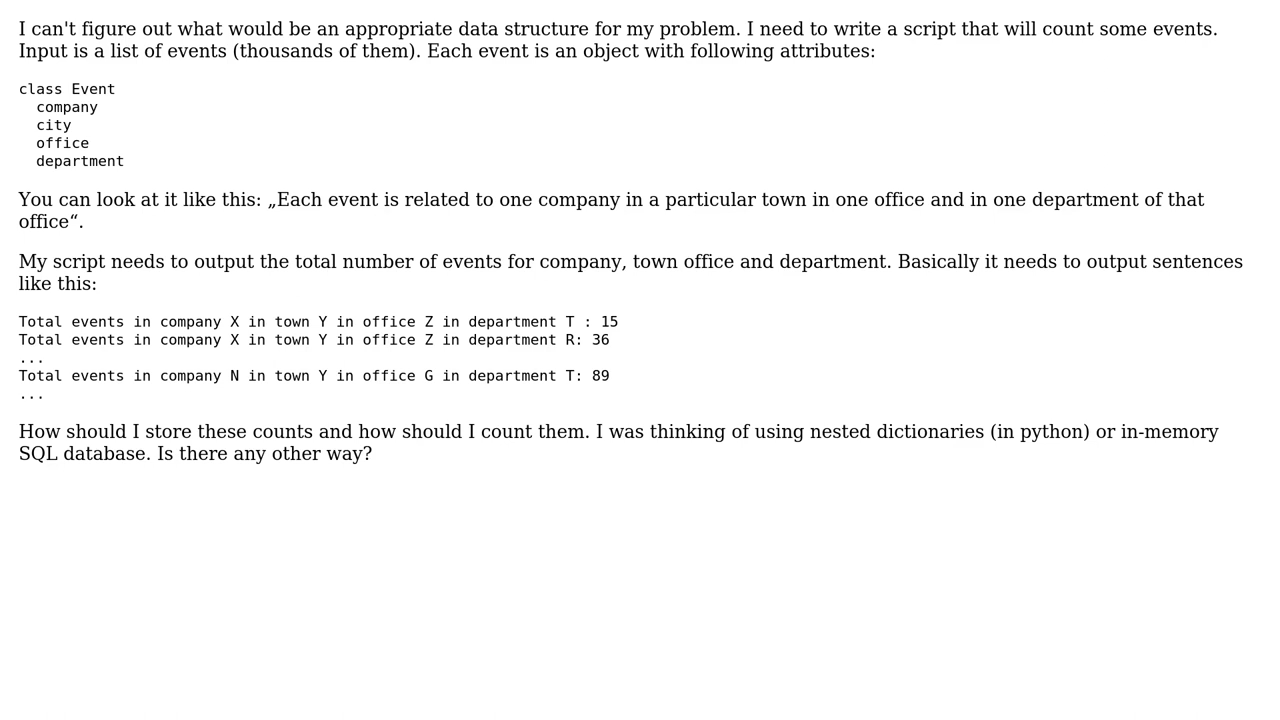 I can't figure out what would be an appropriate data structure for my problem. I need to write a script that will count some events.
Input is a list of events (thousands of them). Each event is an object with following attributes:
class Event
  company
  city
  office
  department
You can look at it like this: „Each event is related to one company in a particular town in one office and in one department of that
office“.
My script needs to output the total number of events for company, town office and department. Basically it needs to output sentences
like this:
Total events in company X in town Y in office Z in department T : 15
Total events in company X in town Y in office Z in department R: 36
...
Total events in company N in town Y in office G in department T: 89
...
How should I store these counts and how should I count them. I was thinking of using nested dictionaries (in python) or in-memory
SQL database. Is there any other way?